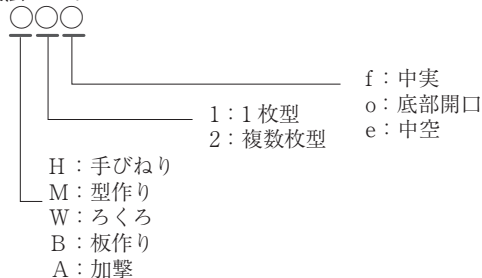 ○○○
f：中実
o：底部開口
e：中空
1：1枚型
2：複数枚型
H：手びねり
M：型作り
W：ろくろ
B：板作り
A：加撃